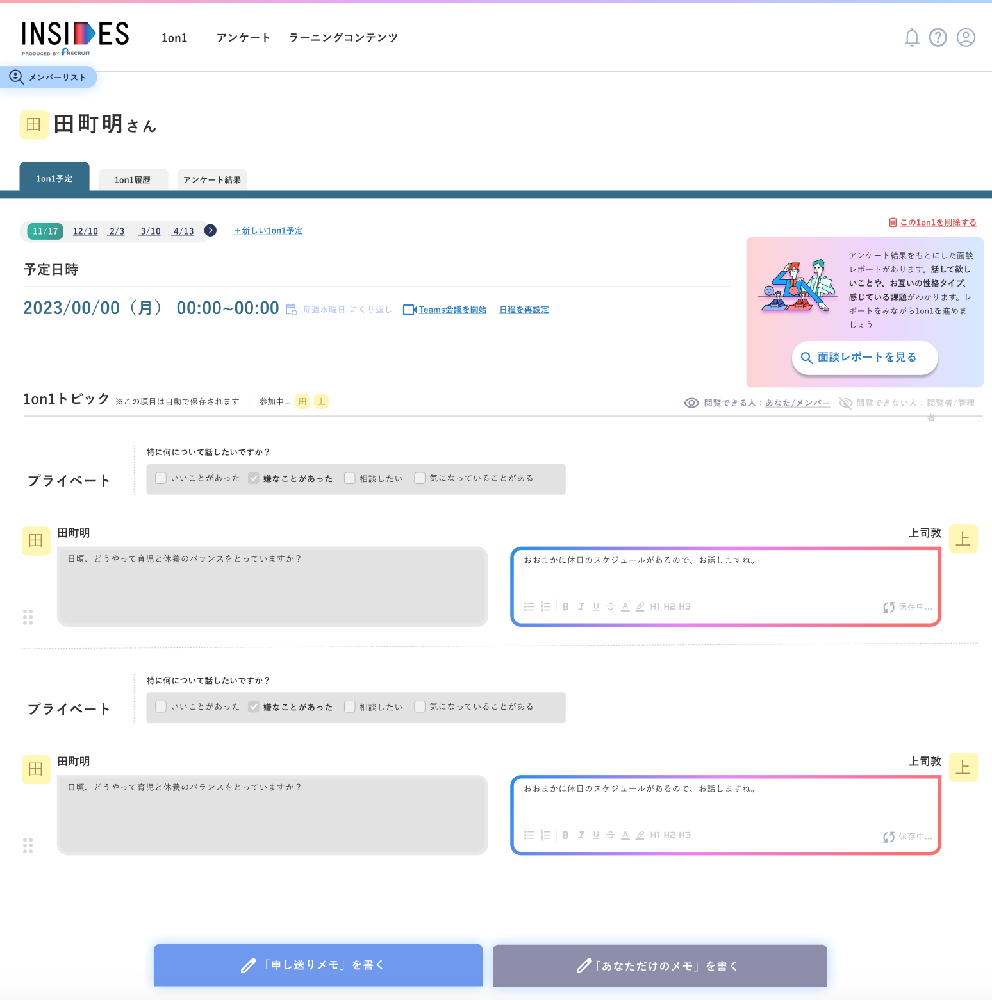 INSIDES
PRODUCED BY RECRUIT
1on1 アンケート ラーニングコンテンツ
メンバーリスト
田 田町明さん
1on1予定 1on1履歴 アンケート結果
11/17 12/10 2/3 3/10 4/13 +新しい1on1予定
この1on1を削除する
予定日時
2023/00/00（月） 00:00~00:00 毎週水曜日 にくり返し Teams会議を開始 日程を再設定
アンケート結果をもとにした面談
レポートがあります。話して欲し
いことや、お互いの性格タイプ、
感じている課題がわかります。レ
ポートをみながら1on1を進めま
しょう
面談レポートを見る
1on1トピック ※この項目は自動で保存されます 参加中... 田 上
閲覧できる人：あなた/メンバー 閲覧できない人：閲覧者/管理
者
特に何について話したいですか？
プライベート
いいことがあった 嫌なことがあった 相談したい 気になっていることがある
田 田町明
日頃、どうやって育児と休養のバランスをとっていますか？
上司敦 上
おおまかに休日のスケジュールがあるので、お話しますね。
B I U S A H1 H2 H3 保存中...
特に何について話したいですか？
プライベート
いいことがあった 嫌なことがあった 相談したい 気になっていることがある
田 田町明
日頃、どうやって育児と休養のバランスをとっていますか？
上司敦 上
おおまかに休日のスケジュールがあるので、お話しますね。
B I U S A H1 H2 H3 保存中...
「申し送りメモ」を書く
「あなただけのメモ」を書く